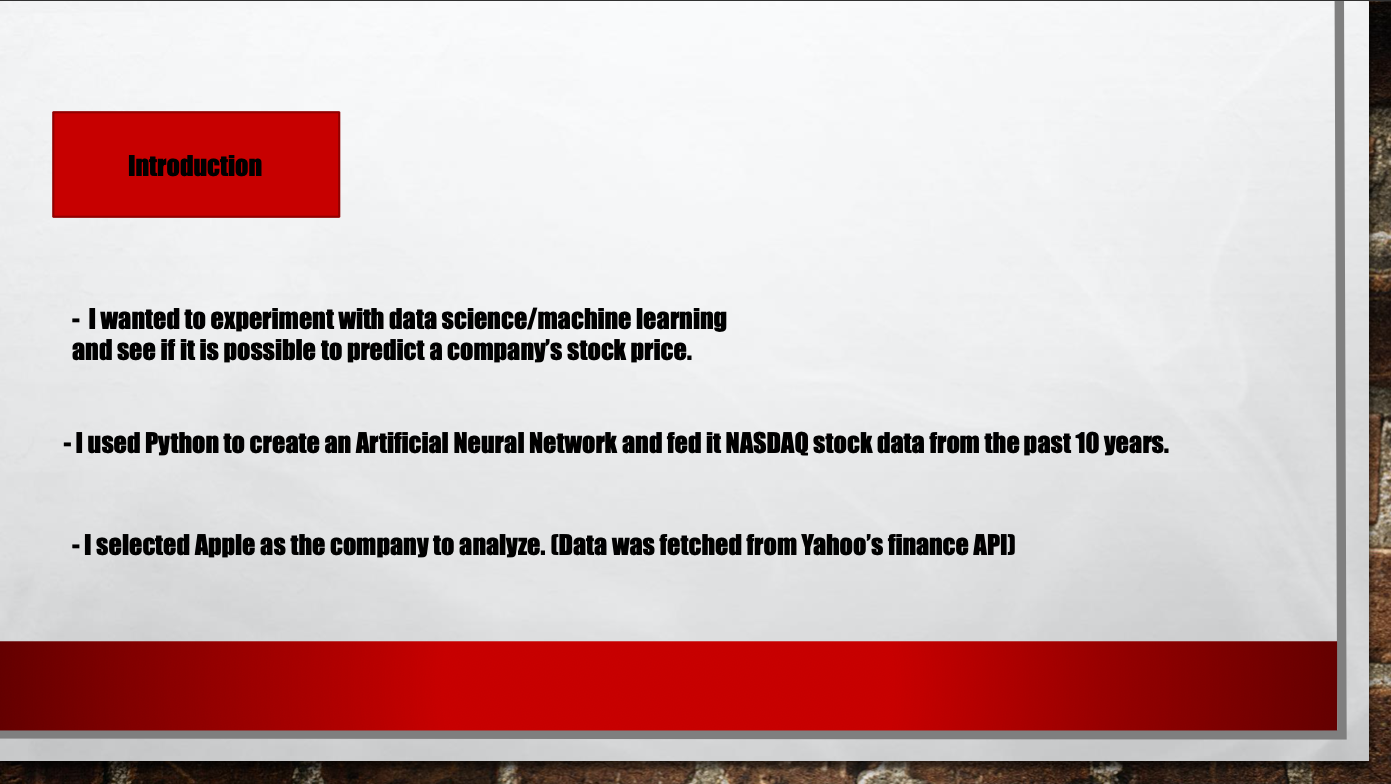 Introduction
- I wanted to experiment with data science/machine learning
and see if it is possible to predict a company’s stock price.
- I used Python to create an Artificial Neural Network and fed it NASDAQ stock data from the past 10 years.
- I selected Apple as the company to analyze. (Data was fetched from Yahoo’s finance API)